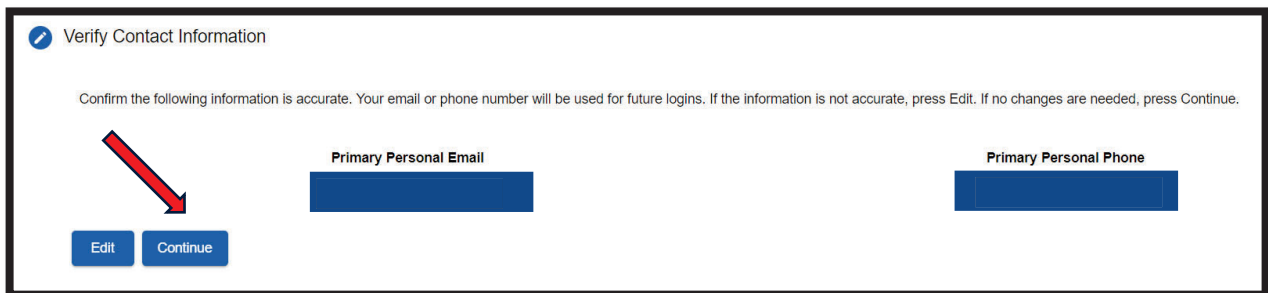 Verify Contact Information
Confirm the following information is accurate. Your email or phone number will be used for future logins. If the information is not accurate, press Edit. If no changes are needed, press Continue.
Primary Personal Email
Primary Personal Phone
Edit
Continue